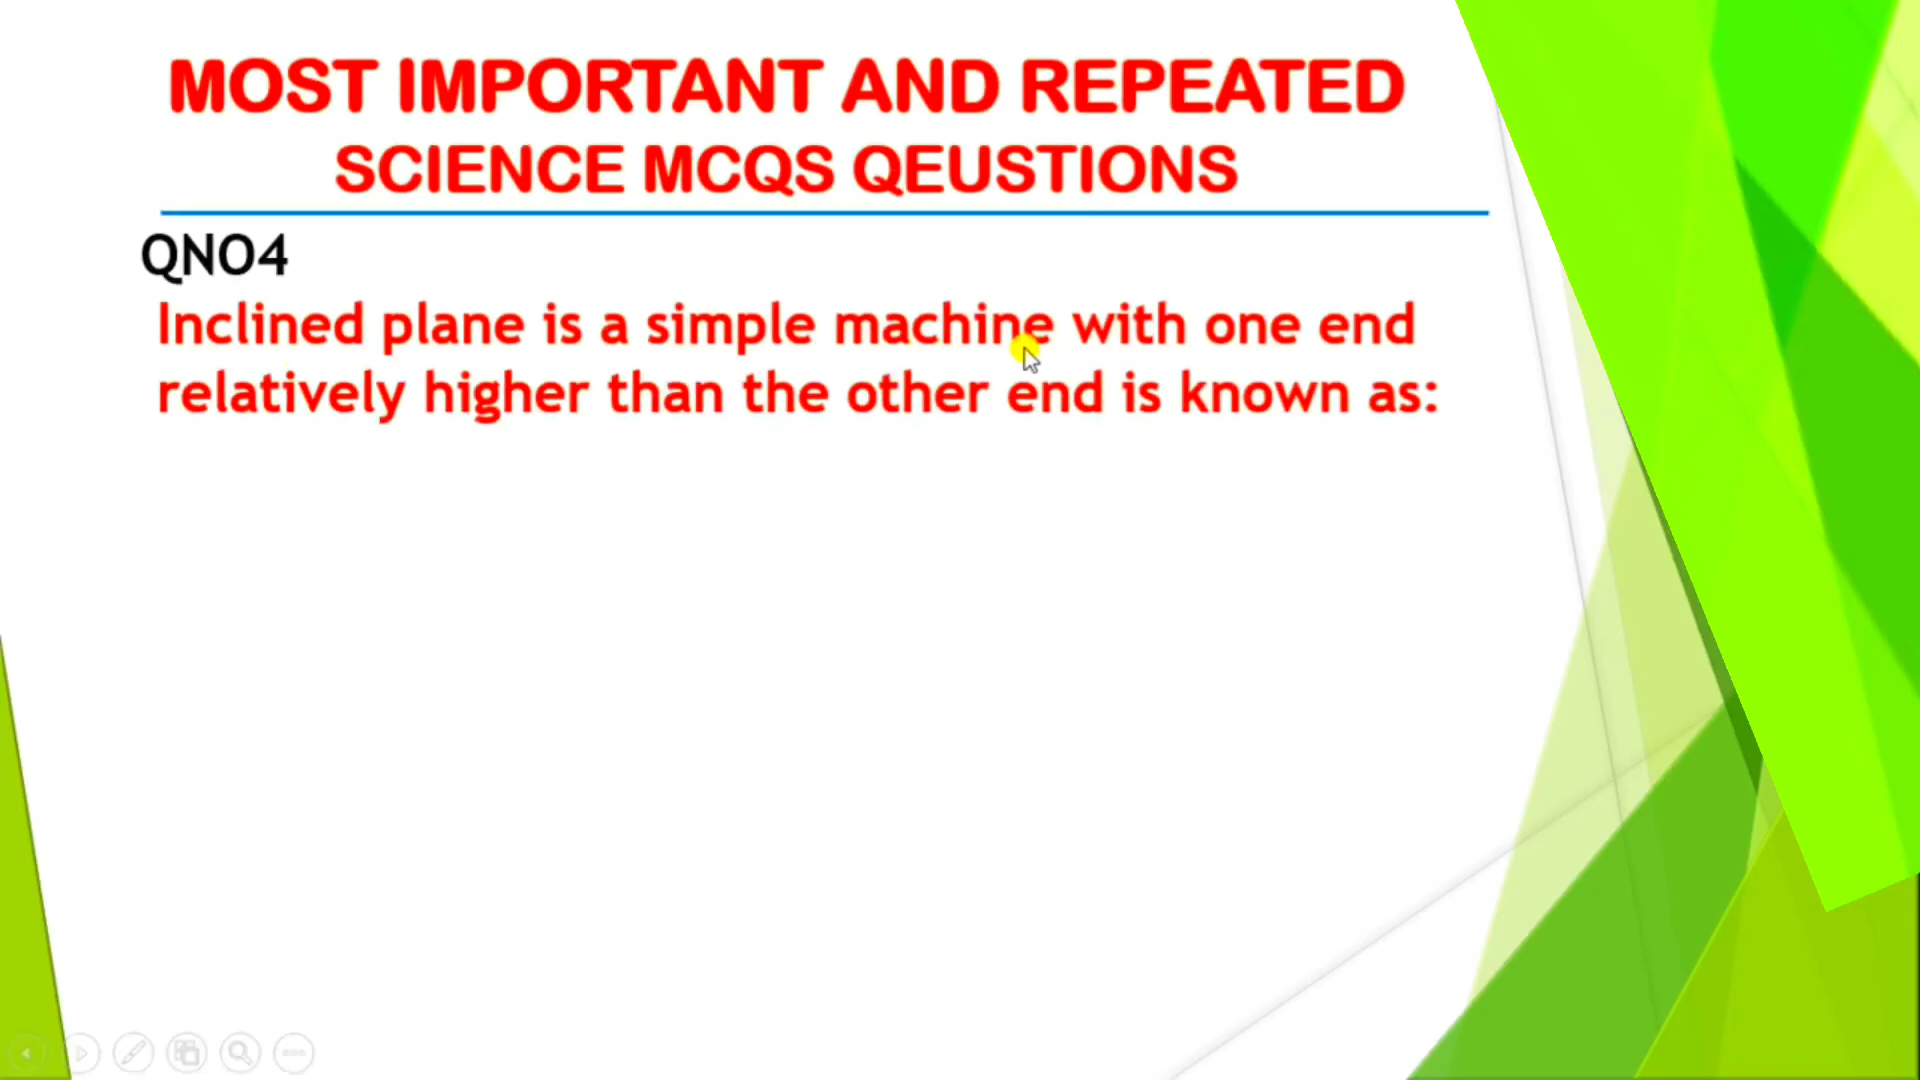 MOST IMPORTANT AND REPEATED
SCIENCE MCQS QEUSTIONS
QNO4
Inclined plane is a simple machine with one end
relatively higher than the other end is known as: